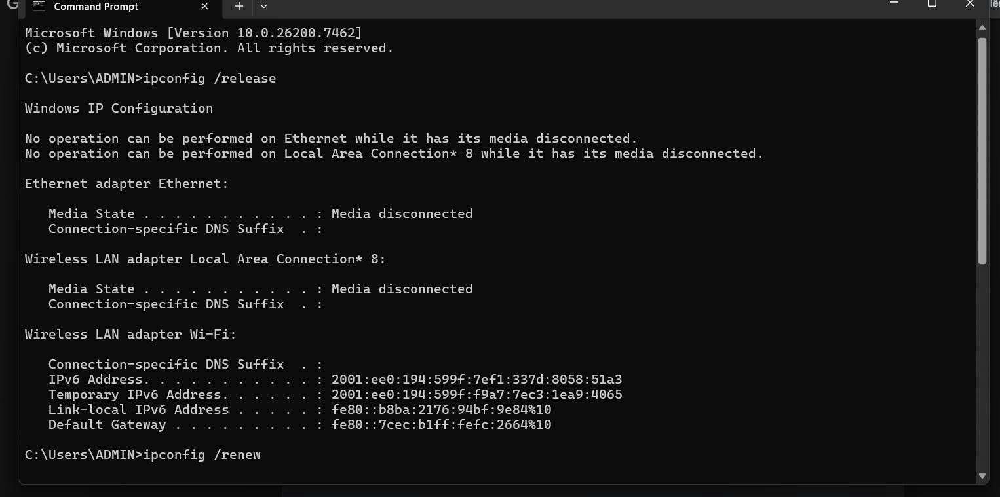 G
Command Prompt
Microsoft Windows [Version 10.0.26200.7462]
(c) Microsoft Corporation. All rights reserved.
C:\Users\ADMIN>ipconfig /release
Windows IP Configuration
No operation can be performed on Ethernet while it has its media disconnected.
No operation can be performed on Local Area Connection* 8 while it has its media disconnected.
Ethernet adapter Ethernet:
Media State . . . . . . . . . . . : Media disconnected
Connection-specific DNS Suffix  . :
Wireless LAN adapter Local Area Connection* 8:
Media State . . . . . . . . . . . : Media disconnected
Connection-specific DNS Suffix  . :
Wireless LAN adapter Wi-Fi:
Connection-specific DNS Suffix  . :
IPv6 Address. . . . . . . . . . . : 2001:ee0:194:599f:7ef1:337d:8058:51a3
Temporary IPv6 Address. . . . . . : 2001:ee0:194:599f:f9a7:7ec3:1ea9:4065
Link-local IPv6 Address . . . . . : fe80::b8ba:2176:94bf:9e84%10
Default Gateway . . . . . . . . . : fe80::7cec:b1ff:fefc:2664%10
C:\Users\ADMIN>ipconfig /renew